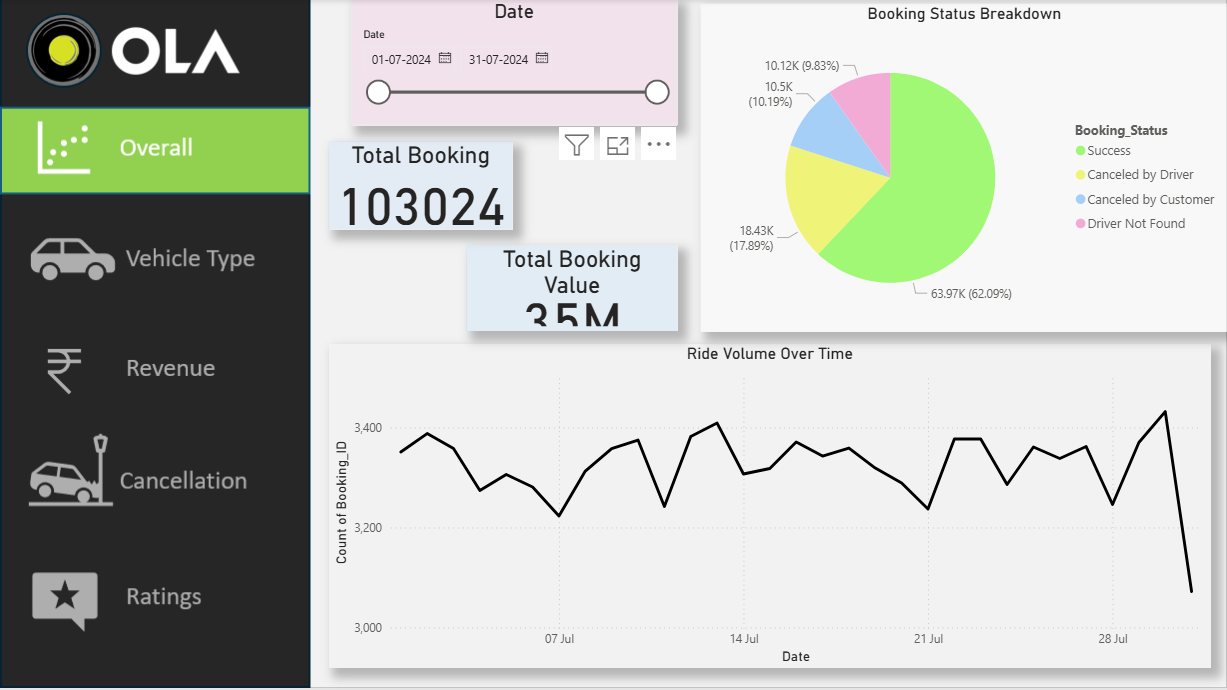 OLA
Overall
Vehicle Type
Revenue
Cancellation
Ratings
Date
Date
01-07-2024
31-07-2024
Total Booking
103024
Total Booking
Value
35M
Booking Status Breakdown
10.12K (9.83%)
10.5K
(10.19%)
18.43K
(17.89%)
63.97K (62.09%)
Booking_Status
Success
Canceled by Driver
Canceled by Customer
Driver Not Found
Ride Volume Over Time
Count of Booking_ID
3,400
3,200
3,000
07 Jul
14 Jul
21 Jul
28 Jul
Date